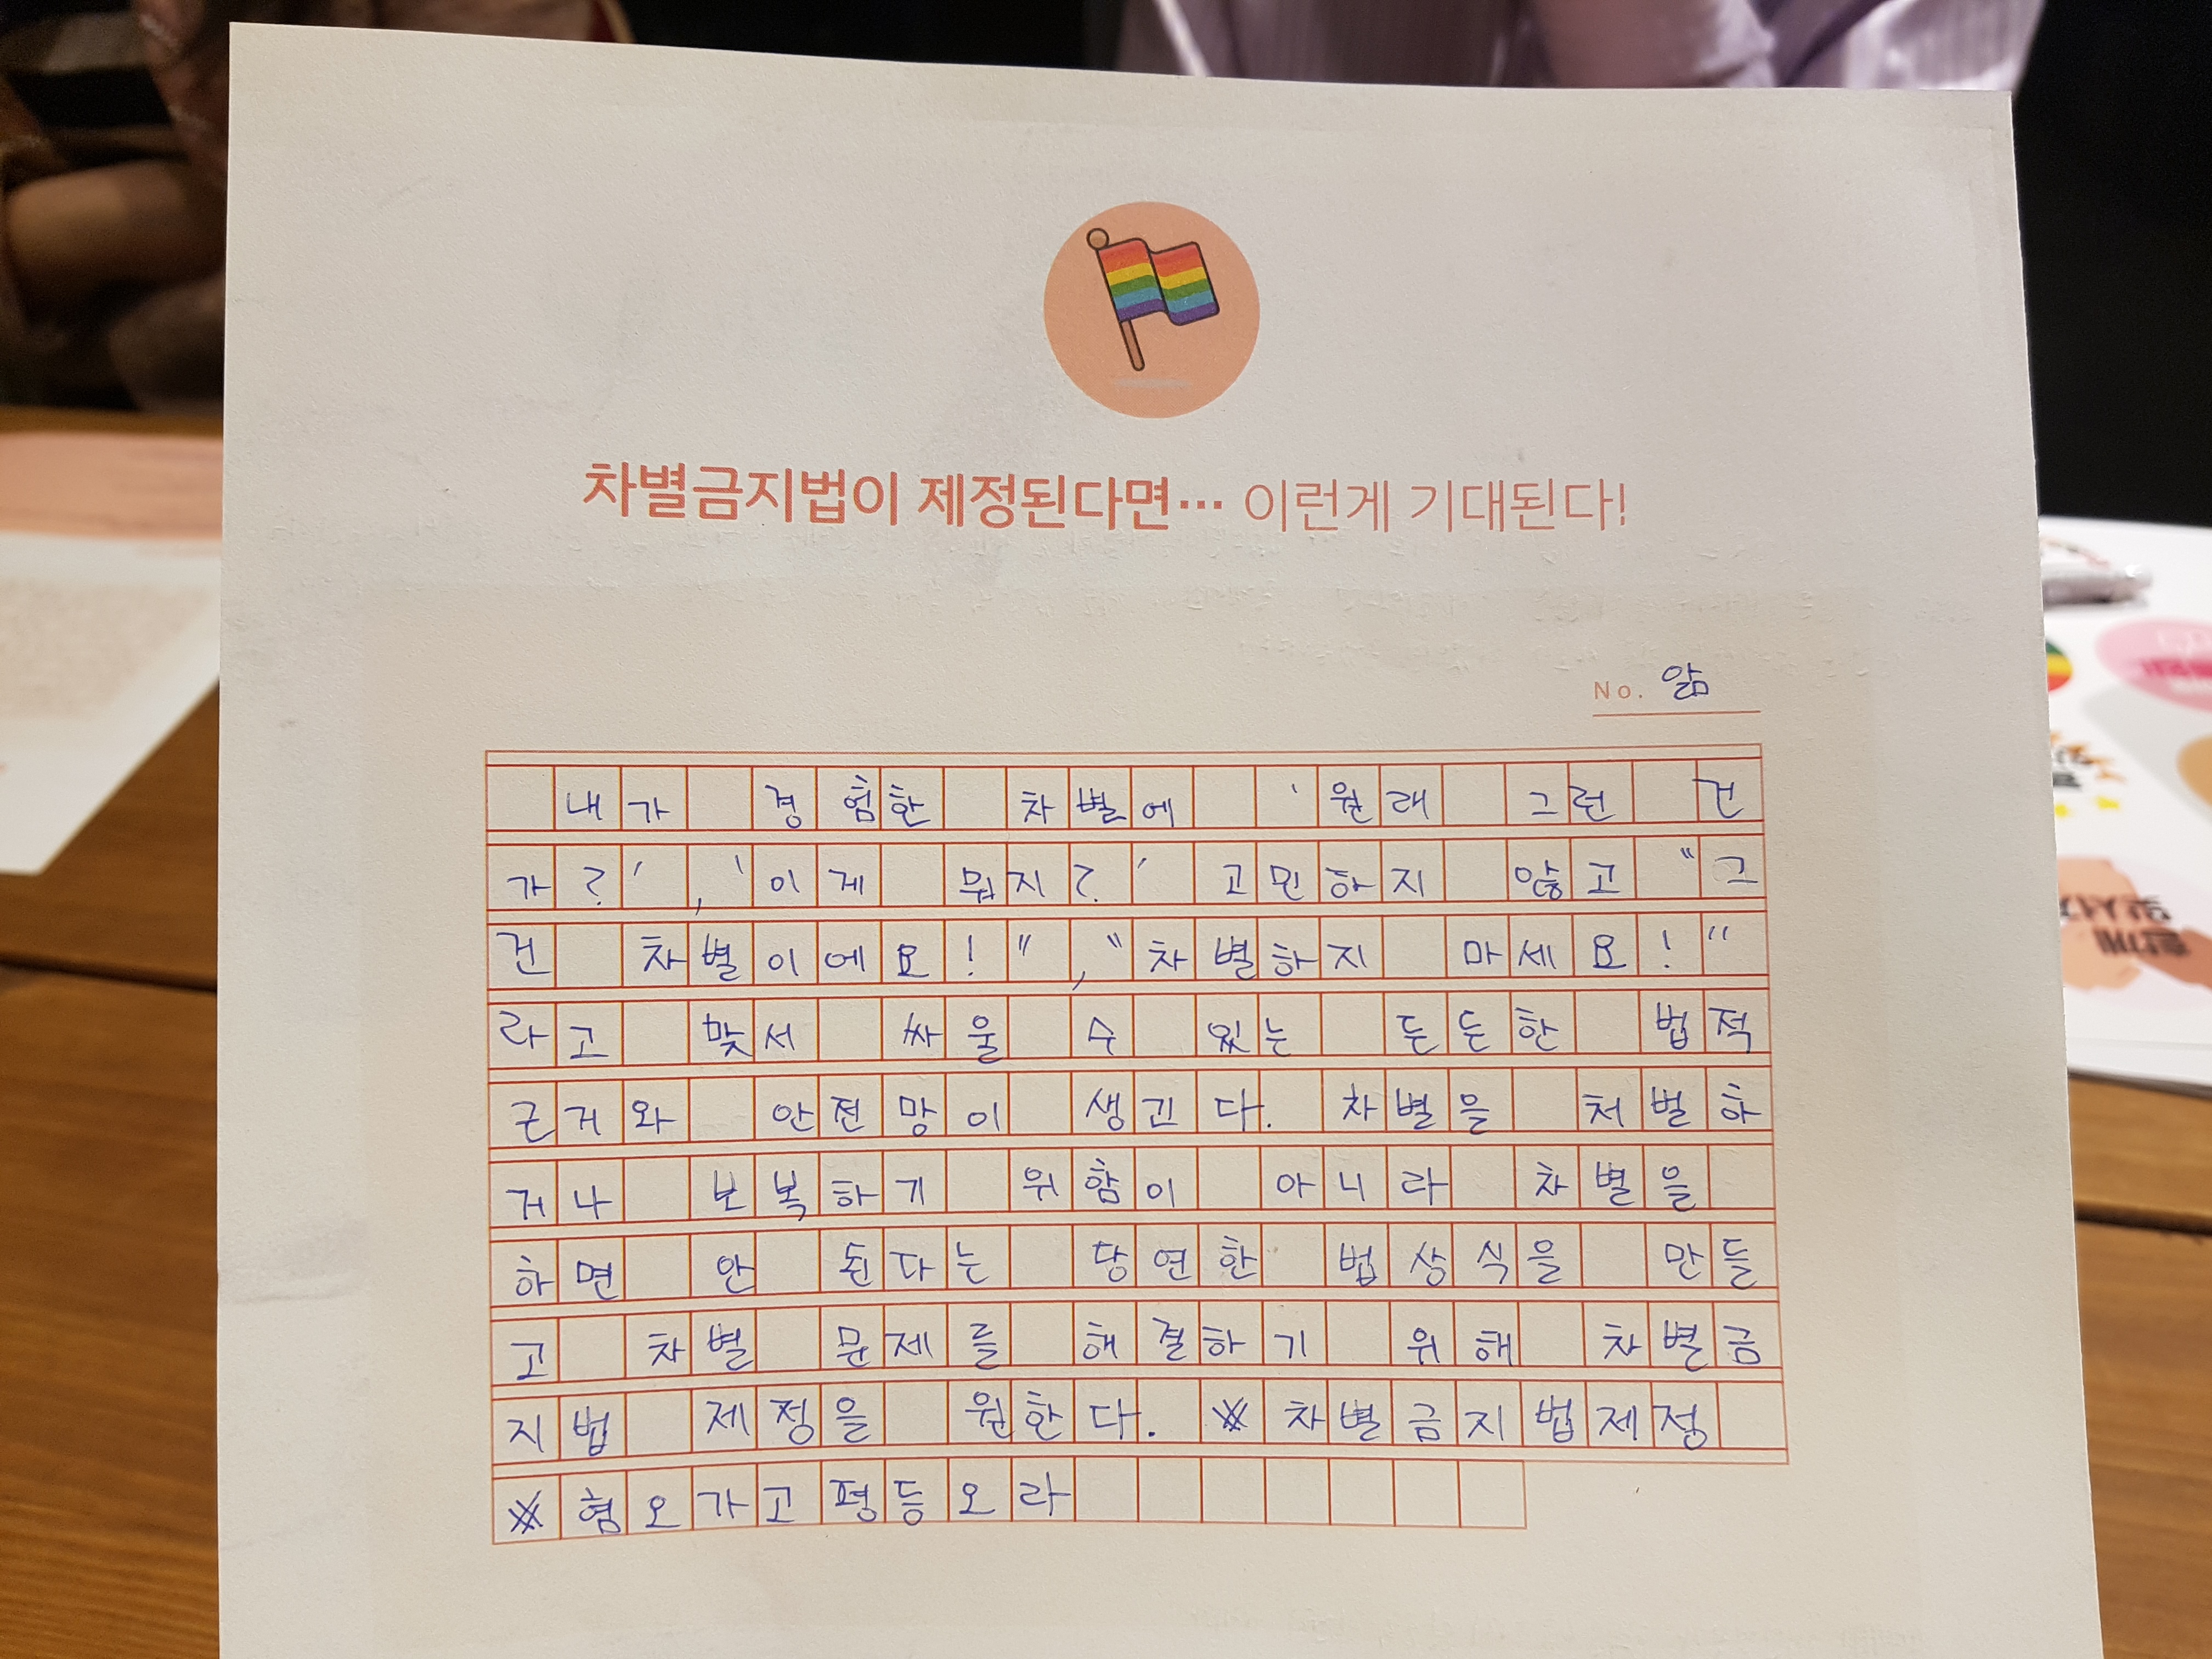 차별금지법이 제정된다면… 이런게 기대된다!
No. 앎
내가 경험한 차별에 '원래 그런 건
가?', '이게 뭐지?' 고민하지 않고 "그
건 차별이에요!", "차별하지 마세요!"
라고 맞서 싸울 수 있는 든든한 법적
근거와 안전망이 생긴다. 차별을 처벌하
거나 보복하기 위함이 아니라 차별을
하면 안 된다는 당연한 법상식을 만들
고 차별 문제를 해결하기 위해 차별금
지법 제정을 원한다. ※차별금지법제정
※혐오가고평등오라
함께